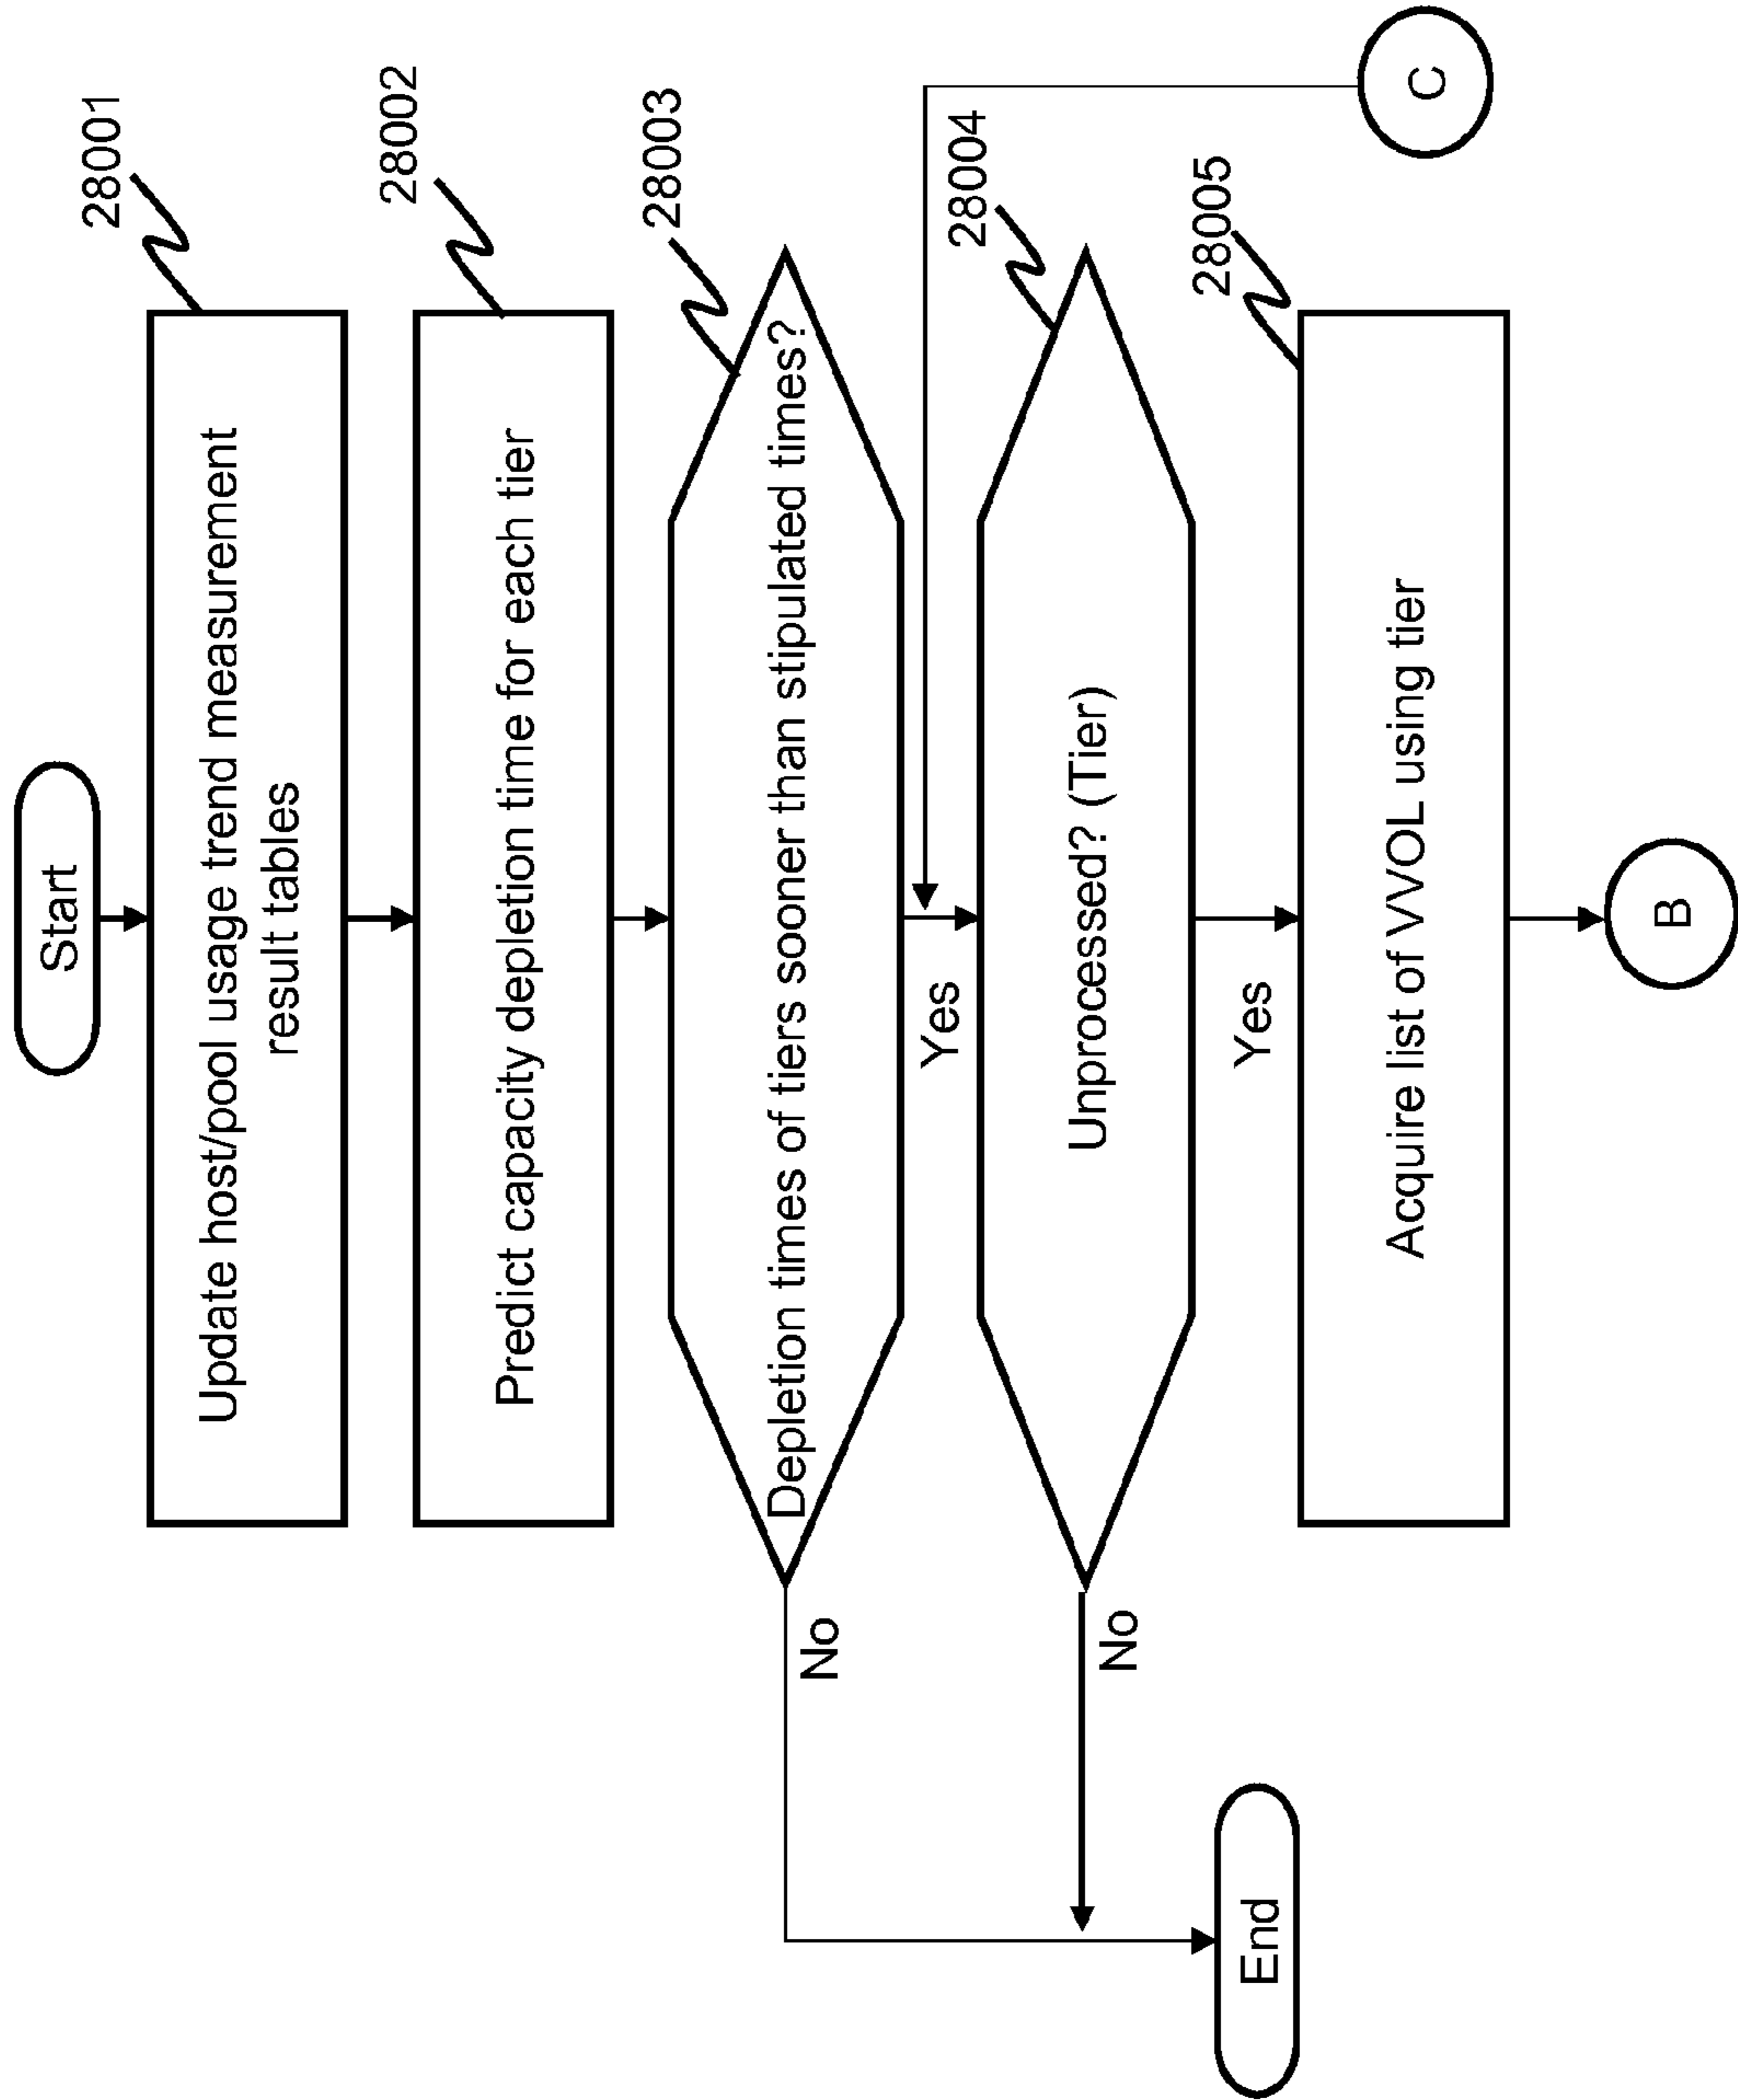 Start
28001
Update host/pool usage trend measurement
result tables
28002
Predict capacity depletion time for each tier
28003
Depletion times of tiers sooner than stipulated times?
No
Yes
28004
Unprocessed? (Tier)
No
Yes
28005
Acquire list of VVOL using tier
End
C
B